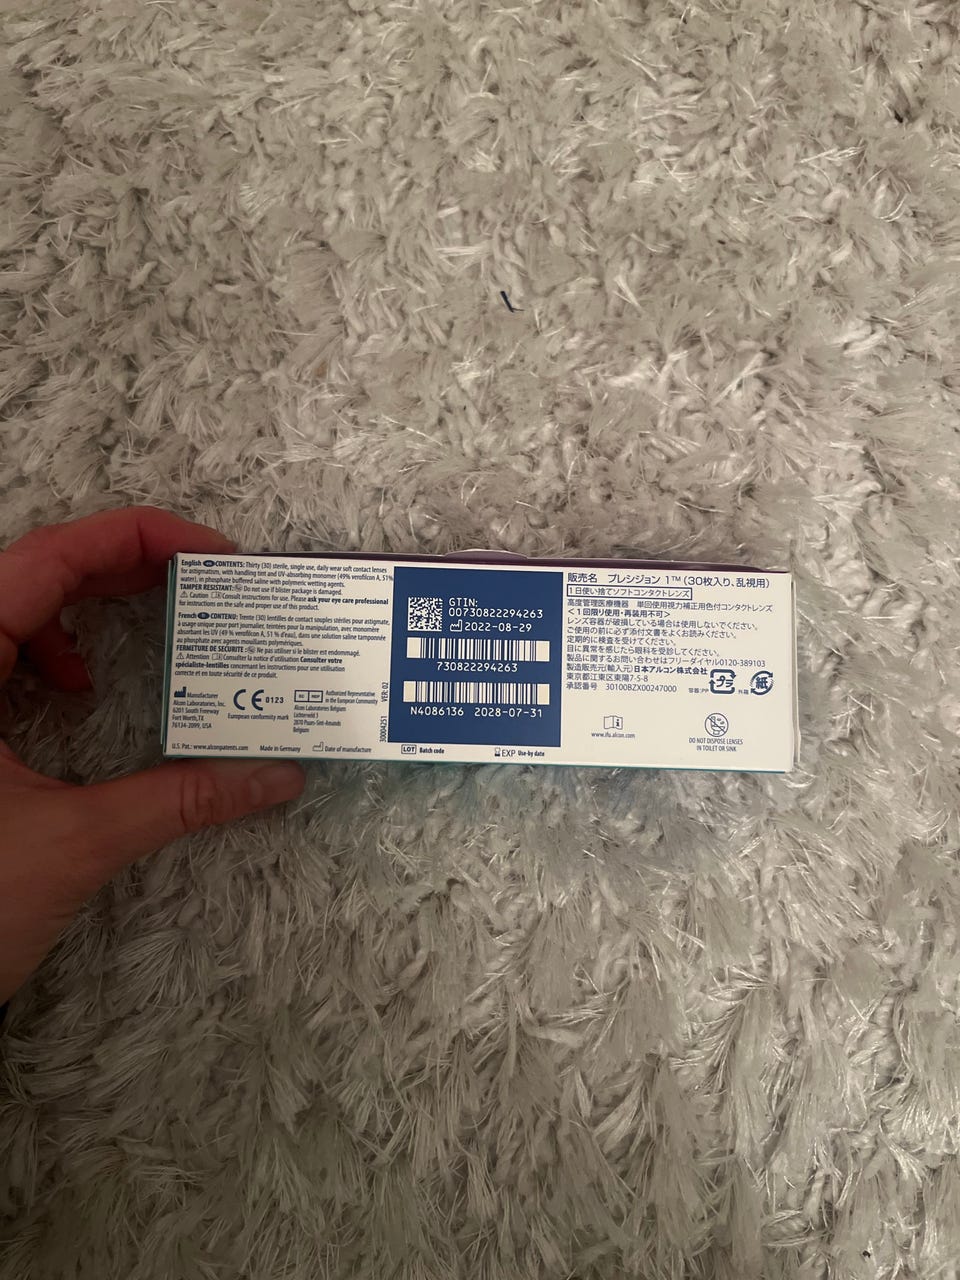 English EN CONTENTS: Thirty (30) sterile, single use, daily wear soft contact lenses
for astigmatism, with handling tint and UV-absorbing monomer (49% verofilcon A, 51%
water), in phosphate buffered saline with polymeric wetting agents.
TAMPER RESISTANT: Do not use if blister package is damaged.
Caution Consult instructions for use. Please ask your eye care professional
for instructions on the safe and proper use of this product.
French CONTENU: Trente (30) lentilles de contact souples stériles pour astigmate,
à usage unique pour port journalier, teintées pour la manipulation, avec monomère
absorbant les UV (49 % verofilcon A, 51 % d'eau), dans une solution saline tamponnée
au phosphate avec agents mouillants polymériques.
FERMETURE DE SÉCURITÉ: Ne pas utiliser si le blister est endommagé.
Attention Consulter la notice d'utilisation Consulter votre
spécialiste-lentilles concernant les instructions pour une utilisation
correcte et en toute sécurité de ce produit.
Manufacturer
Alcon Laboratories, Inc.
6201 South Freeway
Fort Worth, TX
76134-2099, USA
CE 0123
European conformity mark
EC REP
Authorized Representative
in the European Community
Alcon Laboratories Belgium
Lichterveld 3
2870 Puurs-Sint-Amands
Belgium
U.S. Pat.: www.alconpatents.com
Made in Germany
Date of manufacture
LOT Batch code
EXP Use-by date
30004251 VER: 02
GTIN:
00730822294263
2022-08-29
730822294263
N4086136 2028-07-31
販売名 プレシジョン 1™ (30枚入り、乱視用)
1日使い捨てソフトコンタクトレンズ
高度管理医療機器 単回使用視力補正用色付コンタクトレンズ
<1回限り使用・再装用不可>
レンズ容器が破損している場合は使用しないでください。
ご使用の前に必ず添付文書をよくお読みください。
定期的に検査を受けてください。
目に異常を感じたら眼科を受診してください。
製品に関するお問い合わせはフリーダイヤル0120-389103
製造販売元(輸入元)日本アルコン株式会社
東京都江東区東陽7-5-8
承認番号 30100BZX00247000
容器:PP
プラ
外箱
紙
www.ifu.alcon.com
DO NOT DISPOSE LENSES
IN TOILET OR SINK